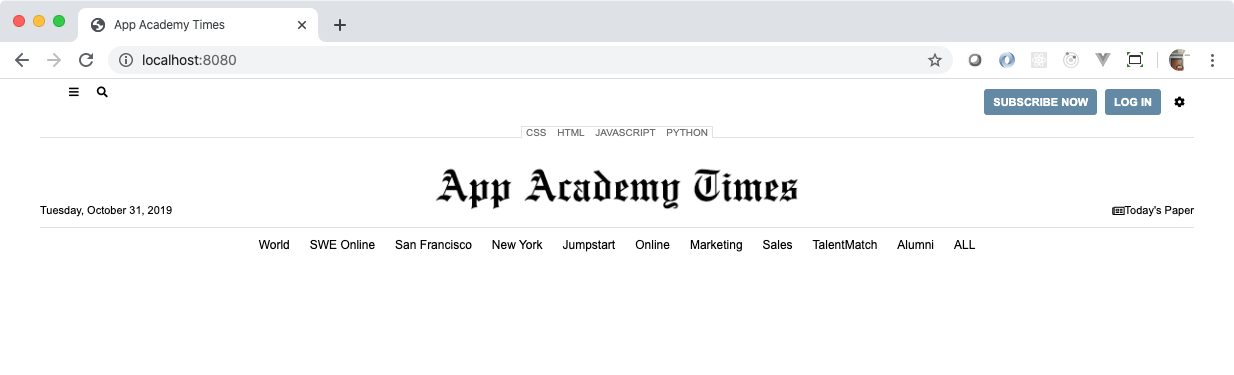 App Academy Times
localhost:8080
SUBSCRIBE NOW LOG IN
CSS HTML JAVASCRIPT PYTHON
App Academy Times
Tuesday, October 31, 2019 Today's Paper
World SWE Online San Francisco New York Jumpstart Online Marketing Sales TalentMatch Alumni ALL